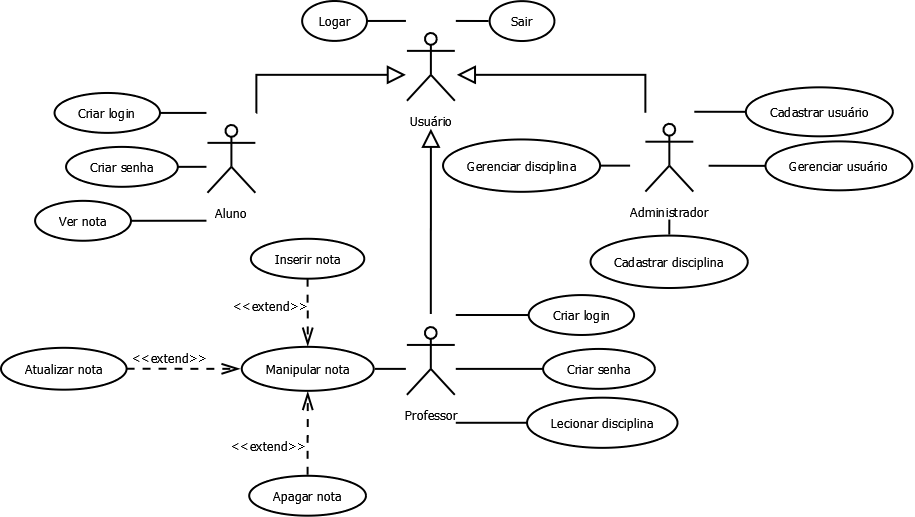 Logar
Sair
Usuário
Criar login
Cadastrar usuário
Criar senha
Gerenciar disciplina
Gerenciar usuário
Aluno
Administrador
Ver nota
Inserir nota
Cadastrar disciplina
<<extend>>
Criar login
<<extend>>
Atualizar nota
Manipular nota
Criar senha
Professor
Lecionar disciplina
<<extend>>
Apagar nota